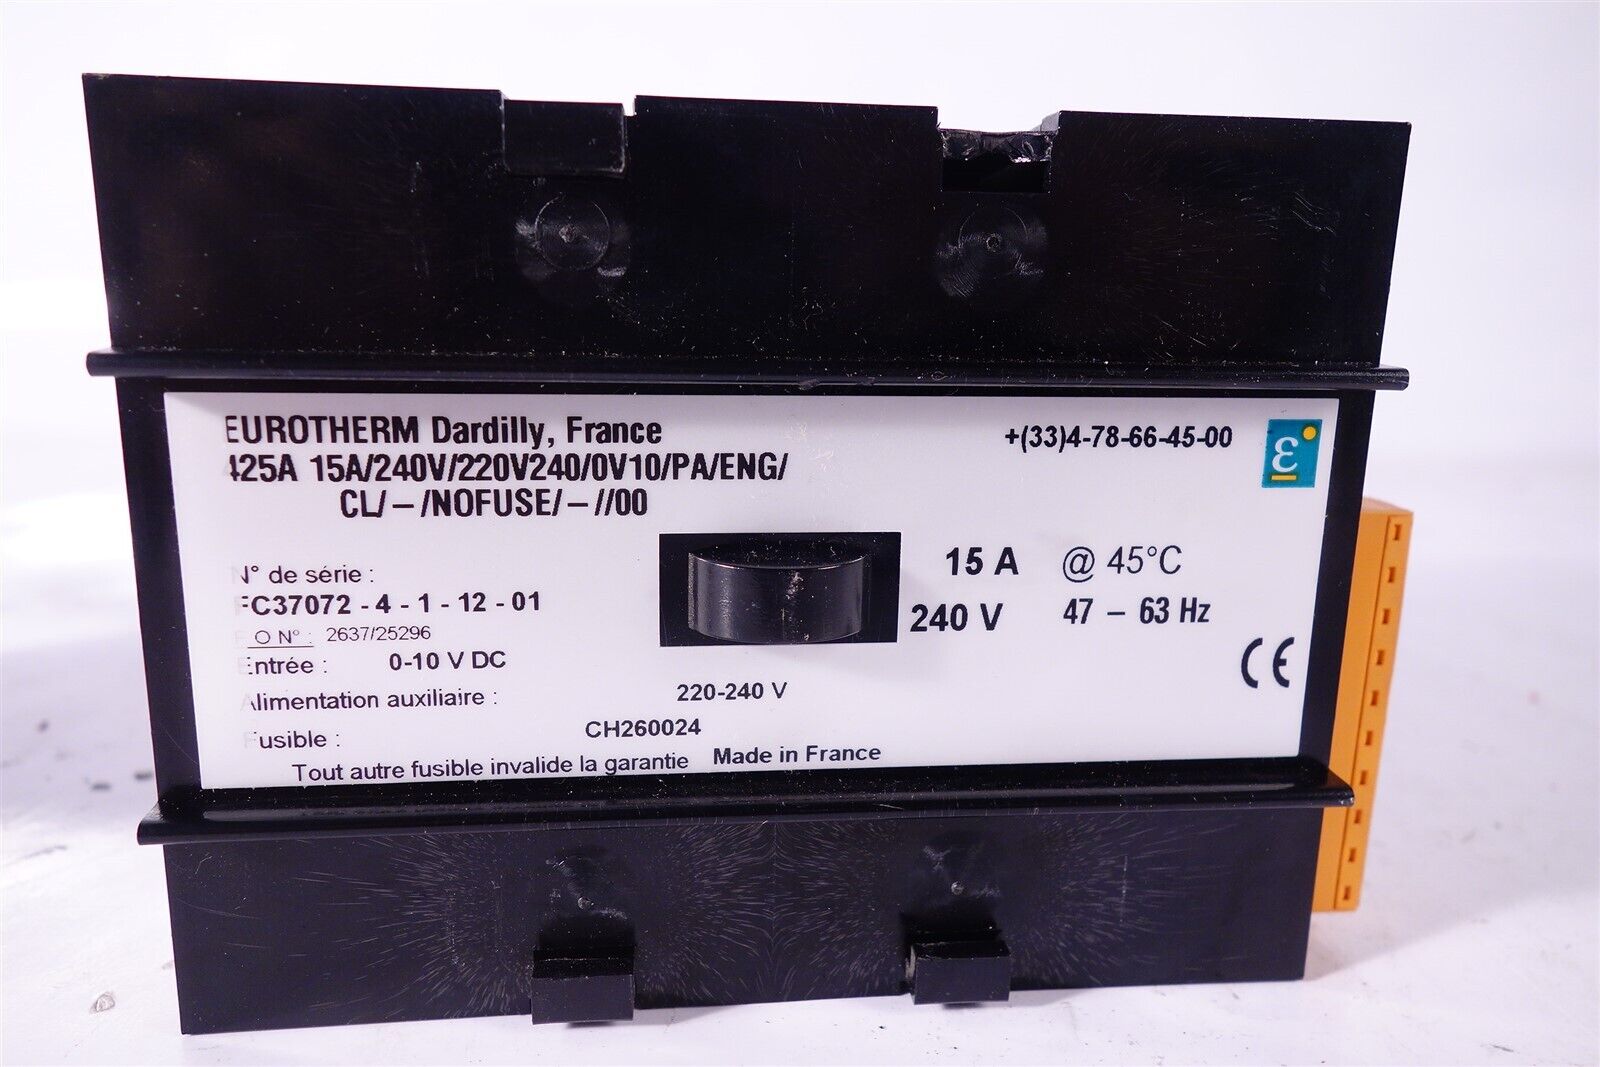 EUROTHERM Dardilly, France
+(33)4-78-66-45-00
ε
425A 15A/240V/220V240/0V10/PA/ENG/
CL/ – /NOFUSE/ – //00
N° de série :
FC37072 - 4 - 1 - 12 - 01
O N° : 2637/25296
Entrée : 0-10 V DC
Alimentation auxiliaire : 220-240 V
Fusible : CH260024
Tout autre fusible invalide la garantie Made in France
15 A @ 45°C
240 V 47 – 63 Hz
CE